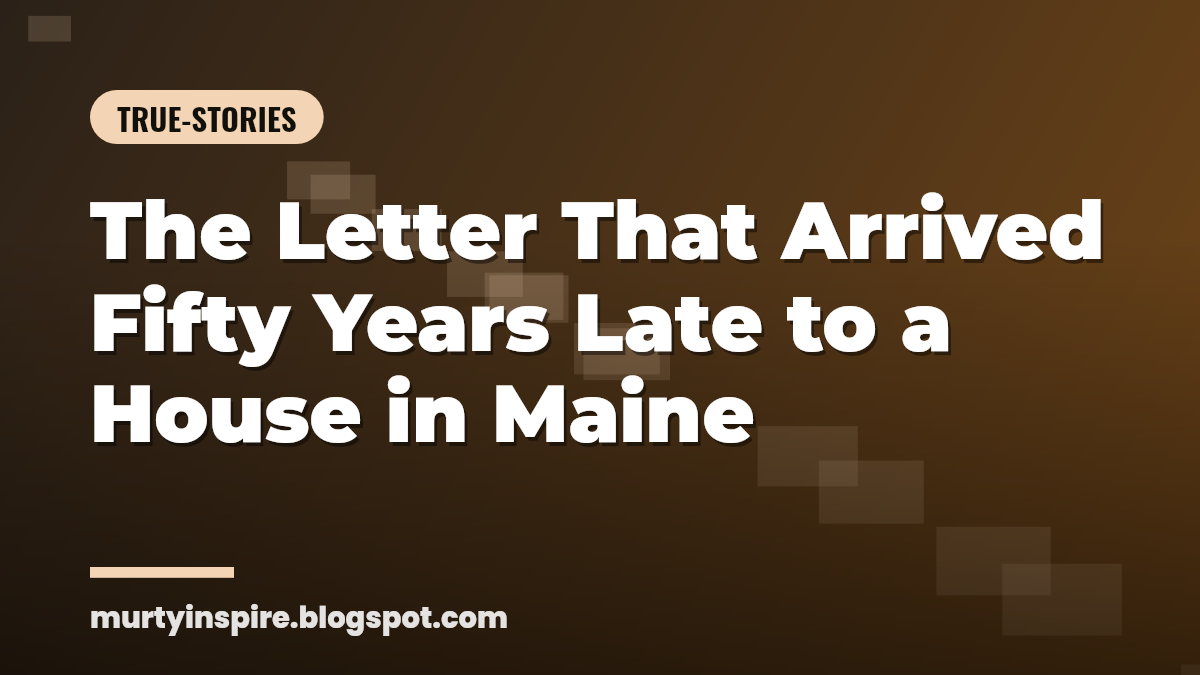 TRUE-STORIES
The Letter That Arrived
Fifty Years Late to a
House in Maine
murtyinspire.blogspot.com